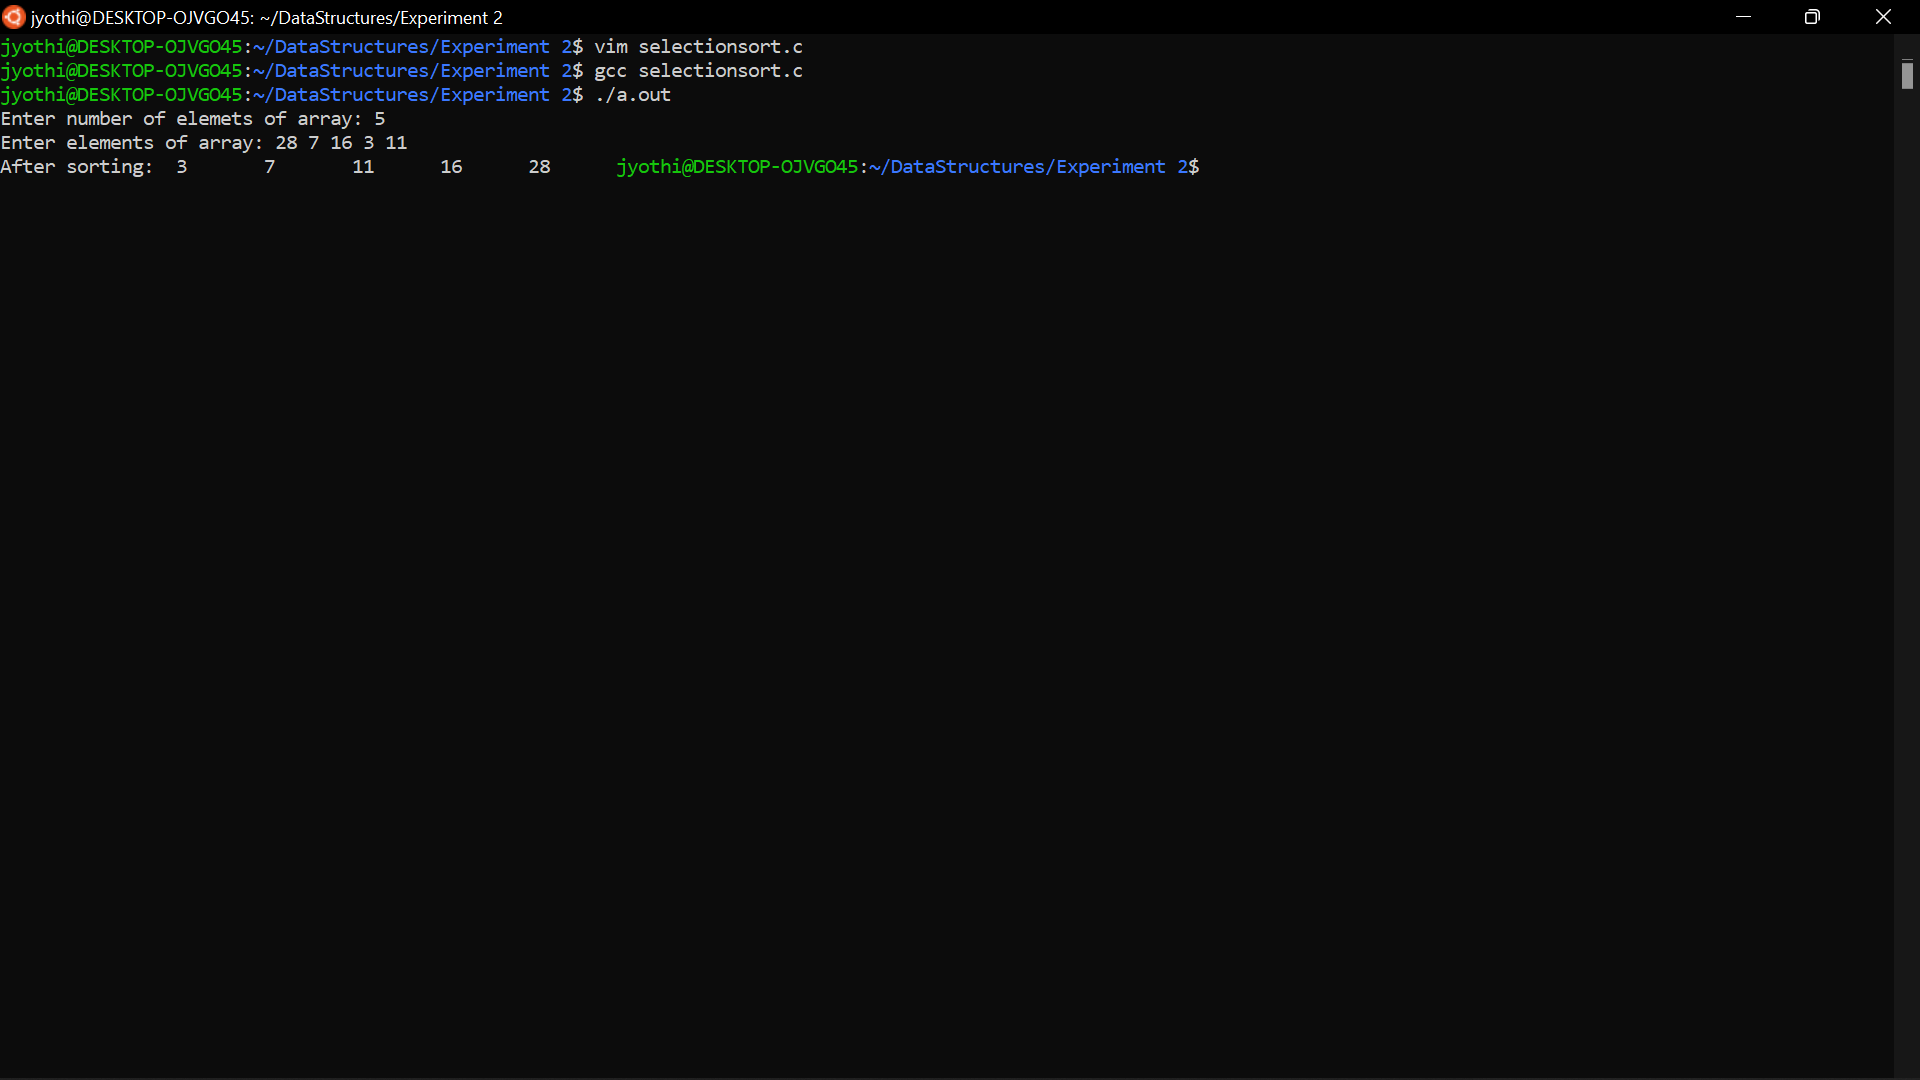 jyothi@DESKTOP-OJVGO45: ~/DataStructures/Experiment 2
jyothi@DESKTOP-OJVGO45:~/DataStructures/Experiment 2$ vim selectionsort.c
jyothi@DESKTOP-OJVGO45:~/DataStructures/Experiment 2$ gcc selectionsort.c
jyothi@DESKTOP-OJVGO45:~/DataStructures/Experiment 2$ ./a.out
Enter number of elemets of array: 5
Enter elements of array: 28 7 16 3 11
After sorting:  3       7       11      16      28      jyothi@DESKTOP-OJVGO45:~/DataStructures/Experiment 2$